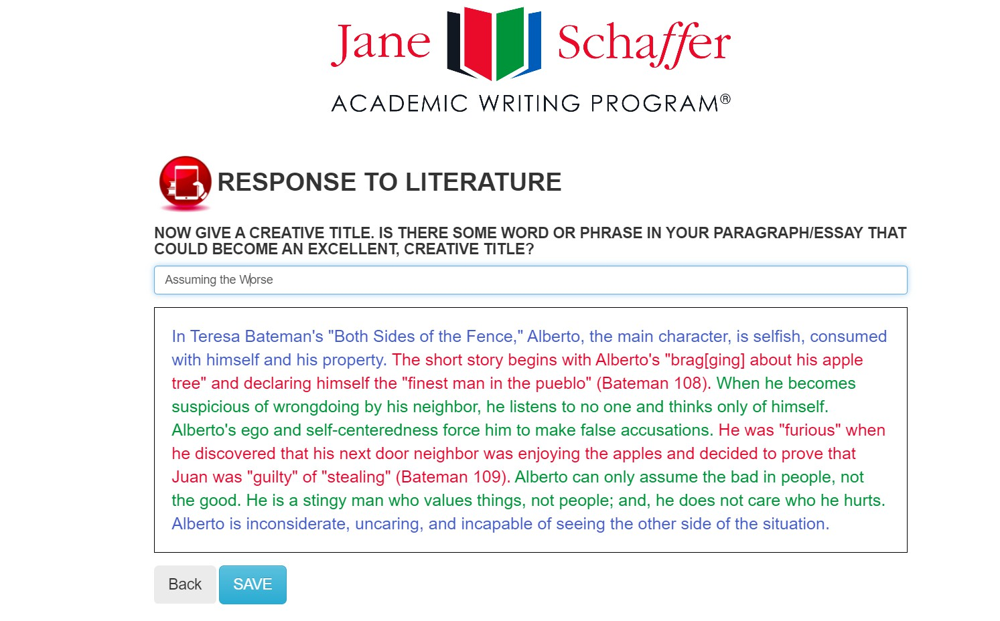 Jane Schaffer
ACADEMIC WRITING PROGRAM®
RESPONSE TO LITERATURE
NOW GIVE A CREATIVE TITLE. IS THERE SOME WORD OR PHRASE IN YOUR PARAGRAPH/ESSAY THAT
COULD BECOME AN EXCELLENT, CREATIVE TITLE?
Assuming the Worse
In Teresa Bateman's "Both Sides of the Fence," Alberto, the main character, is selfish, consumed
with himself and his property. The short story begins with Alberto's "brag[ging] about his apple
tree" and declaring himself the "finest man in the pueblo" (Bateman 108). When he becomes
suspicious of wrongdoing by his neighbor, he listens to no one and thinks only of himself.
Alberto's ego and self-centeredness force him to make false accusations. He was "furious" when
he discovered that his next door neighbor was enjoying the apples and decided to prove that
Juan was "guilty" of "stealing" (Bateman 109). Alberto can only assume the bad in people, not
the good. He is a stingy man who values things, not people; and, he does not care who he hurts.
Alberto is inconsiderate, uncaring, and incapable of seeing the other side of the situation.
Back SAVE